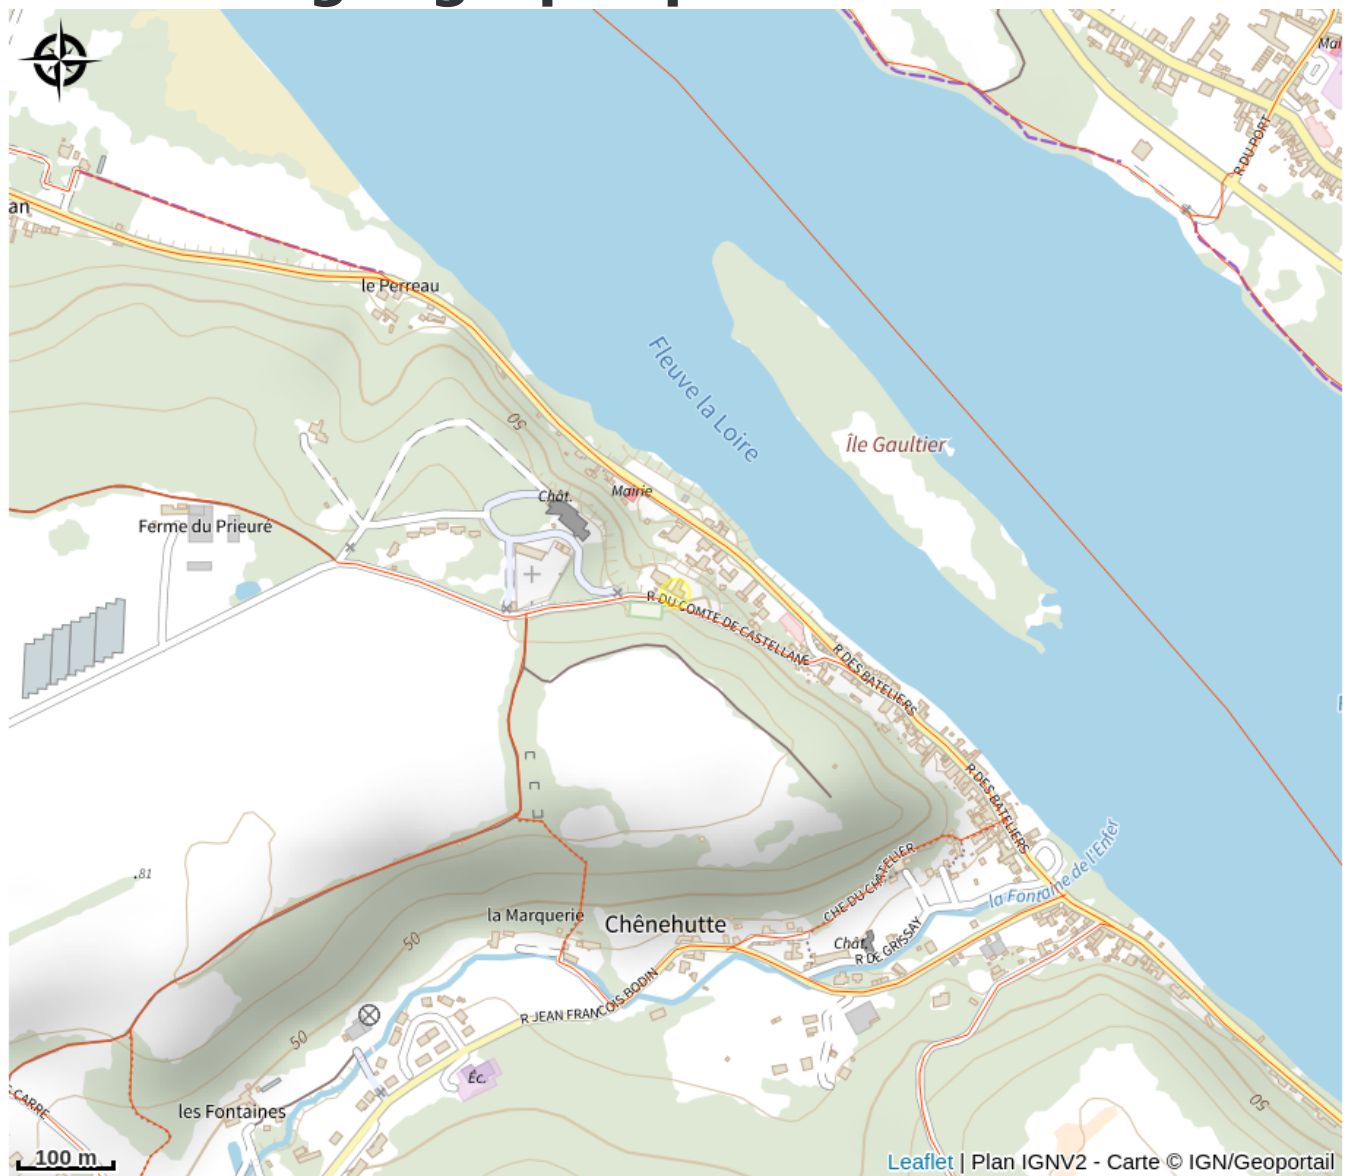 R DU PORT
an
le Perreau
Fleuve la Loire
Île Gaultier
50
Chât.
Mairie
Ferme du Prieuré
R DU COMTE DE CASTELLANE
R DES BATELIERS
R DES BATELIERS
la Fontaine de l'Enfer
CHE DU CHATELIER
81
la Marquerie
Chênehutte
50
Chât.
R DE GRISSAY
R JEAN FRANCOIS BODIN
50
Éc.
les Fontaines
CARRE
50
100 m
Leaflet | Plan IGNV2 - Carte © IGN/Geoportail